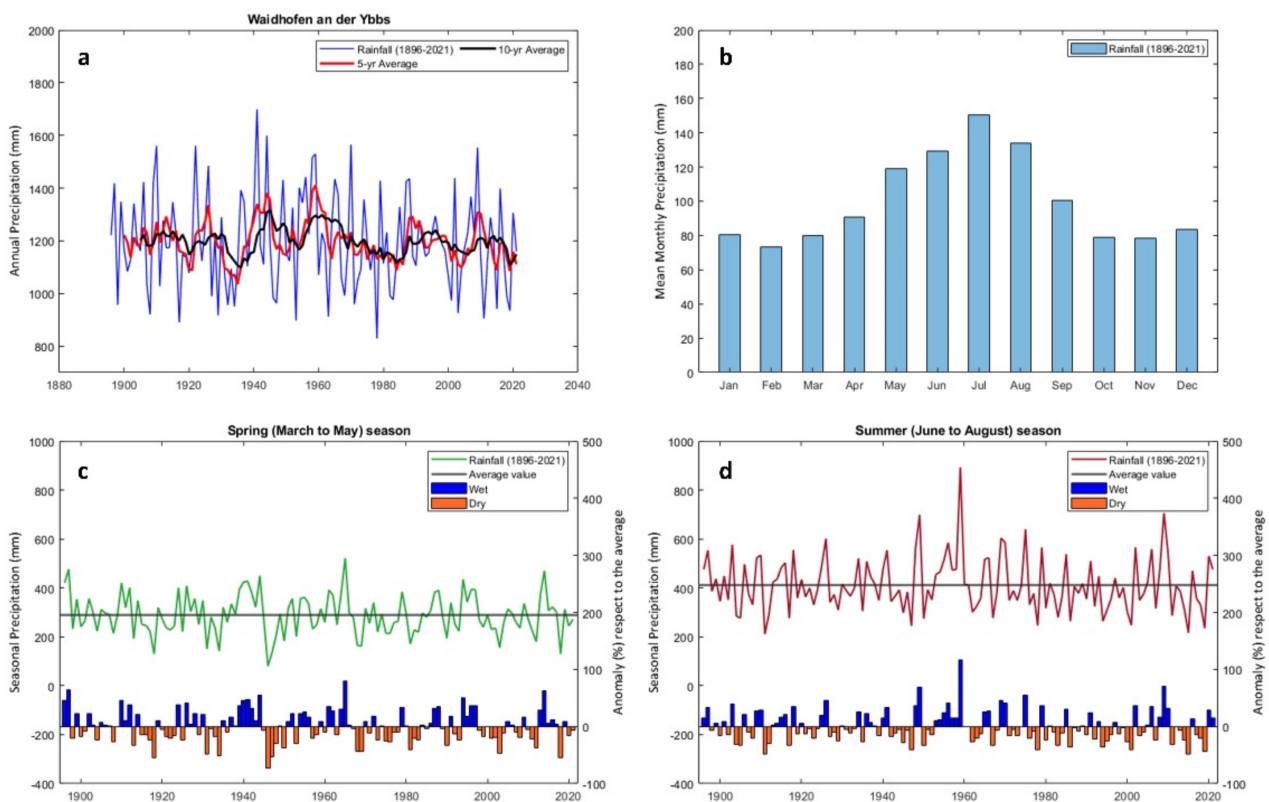 Waidhofen an der Ybbs
a
Rainfall (1896-2021)
5-yr Average
10-yr Average
Annual Precipitation (mm)
2000
1800
1600
1400
1200
1000
800
1880 1900 1920 1940 1960 1980 2000 2020 2040
b
Rainfall (1896-2021)
Mean Monthly Precipitation (mm)
200
180
160
140
120
100
80
60
40
20
0
Jan Feb Mar Apr May Jun Jul Aug Sep Oct Nov Dec
Spring (March to May) season
c
Rainfall (1896-2021)
Average value
Wet
Dry
Seasonal Precipitation (mm)
1000
800
600
400
200
0
-200
-400
Anomaly (%) respect to the average
500
400
300
200
100
0
-100
1900 1920 1940 1960 1980 2000 2020
Summer (June to August) season
d
Rainfall (1896-2021)
Average value
Wet
Dry
Seasonal Precipitation (mm)
1000
800
600
400
200
0
-200
-400
Anomaly (%) respect to the average
500
400
300
200
100
0
-100
1900 1920 1940 1960 1980 2000 2020